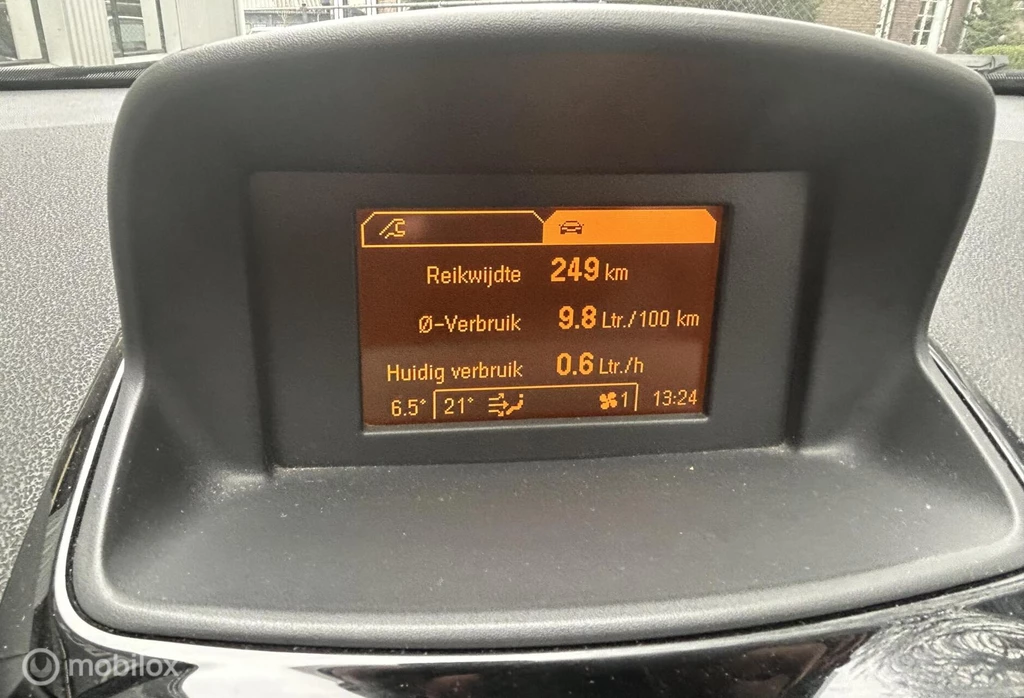 Reikwijdte 249 km
Ø-Verbruik 9.8 Ltr./100 km
Huidig verbruik 0.6 Ltr./h
6.5° 21° 1 13:24
mobilox